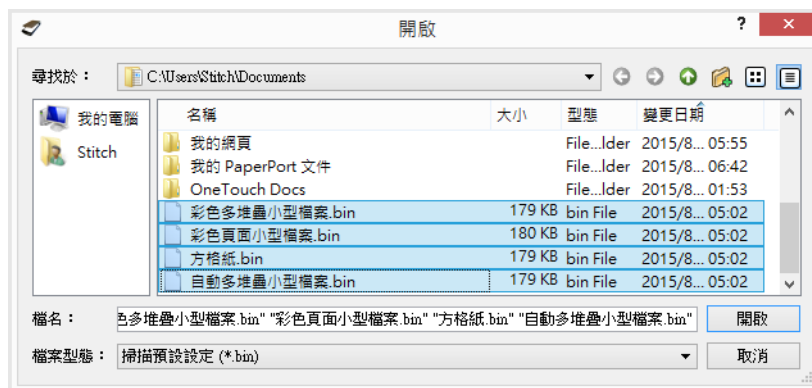 開啟
?
×
尋找於：
C:\Users\Stitch\Documents
我的電腦
Stitch
名稱 大小 型態 變更日期
我的網頁 File...lder 2015/8... 05:55
我的 PaperPort 文件 File...lder 2015/8... 06:42
OneTouch Docs File...lder 2015/8... 01:53
彩色多堆疊小型檔案.bin 179 KB bin File 2015/8... 05:02
彩色頁面小型檔案.bin 180 KB bin File 2015/8... 05:02
方格紙.bin 179 KB bin File 2015/8... 05:02
自動多堆疊小型檔案.bin 179 KB bin File 2015/8... 05:02
檔名： 色多堆疊小型檔案.bin" "彩色頁面小型檔案.bin" "方格紙.bin" "自動多堆疊小型檔案.bin" 開啟
檔案型態： 掃描預設設定 (*.bin) 取消